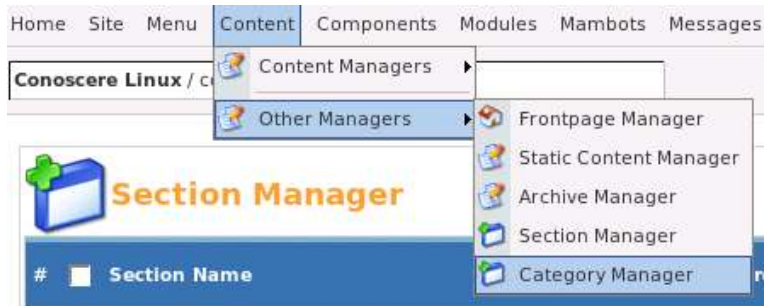 Home Site Menu Content Components Modules Mambots Messages
Content Managers
Conoscere Linux /
Other Managers
Frontpage Manager
Static Content Manager
Section Manager
Archive Manager
Section Manager
# Section Name
Category Manager